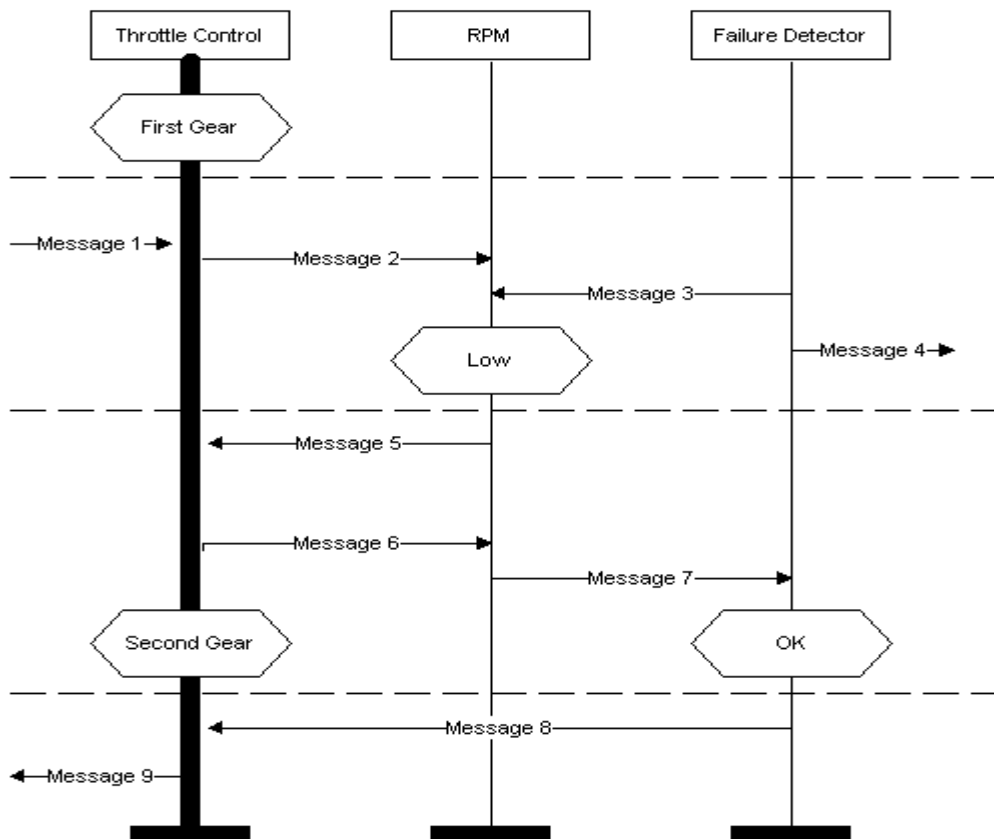 Throttle Control
RPM
Failure Detector
First Gear
Message 1
Message 2
Message 3
Low
Message 4
Message 5
Message 6
Message 7
Second Gear
OK
Message 8
Message 9